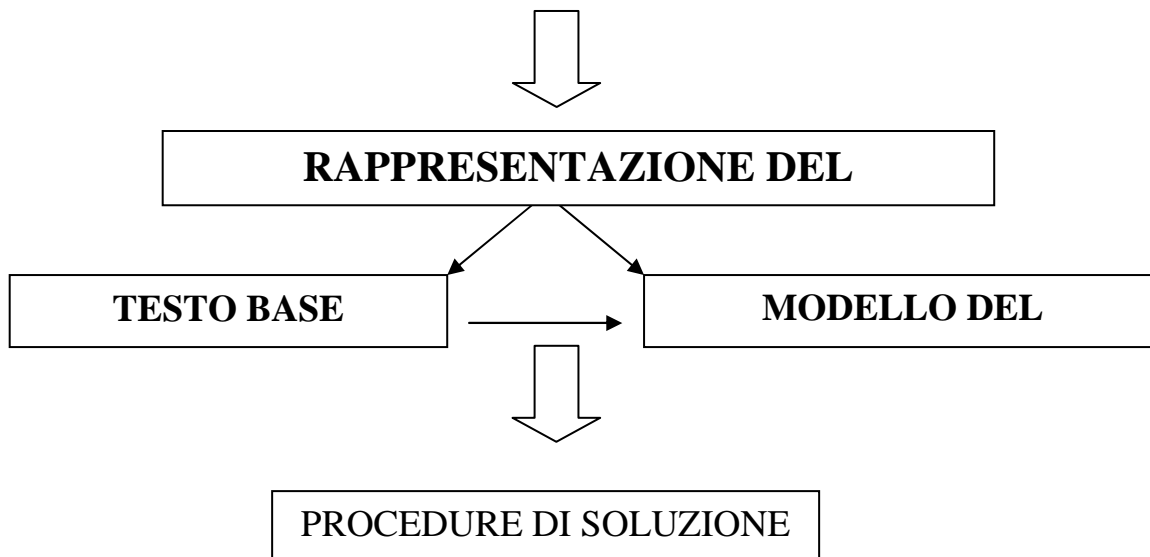 RAPPRESENTAZIONE DEL
TESTO BASE
MODELLO DEL
PROCEDURE DI SOLUZIONE